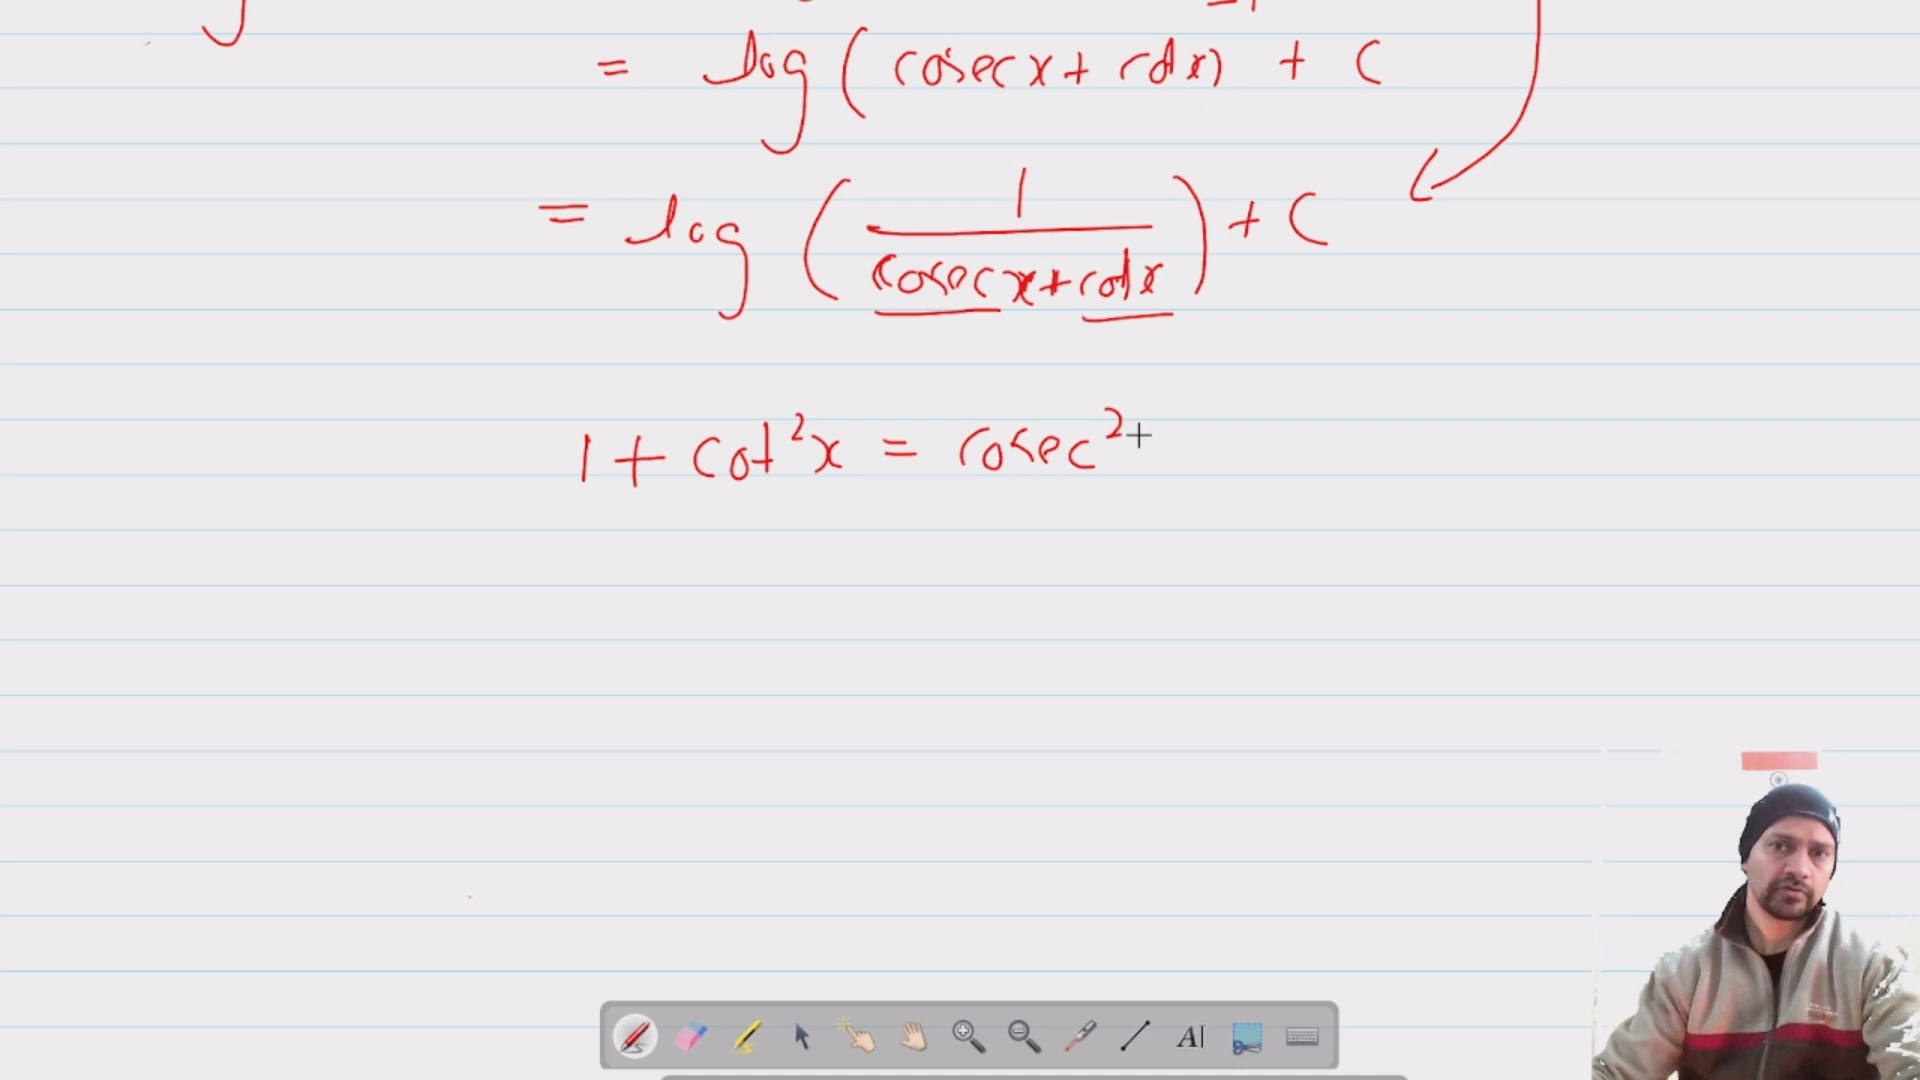 = log (cosec x + cot x) + C
= log (1 / cosec x + cot x) + C
1 + cot²x = cosec²
A